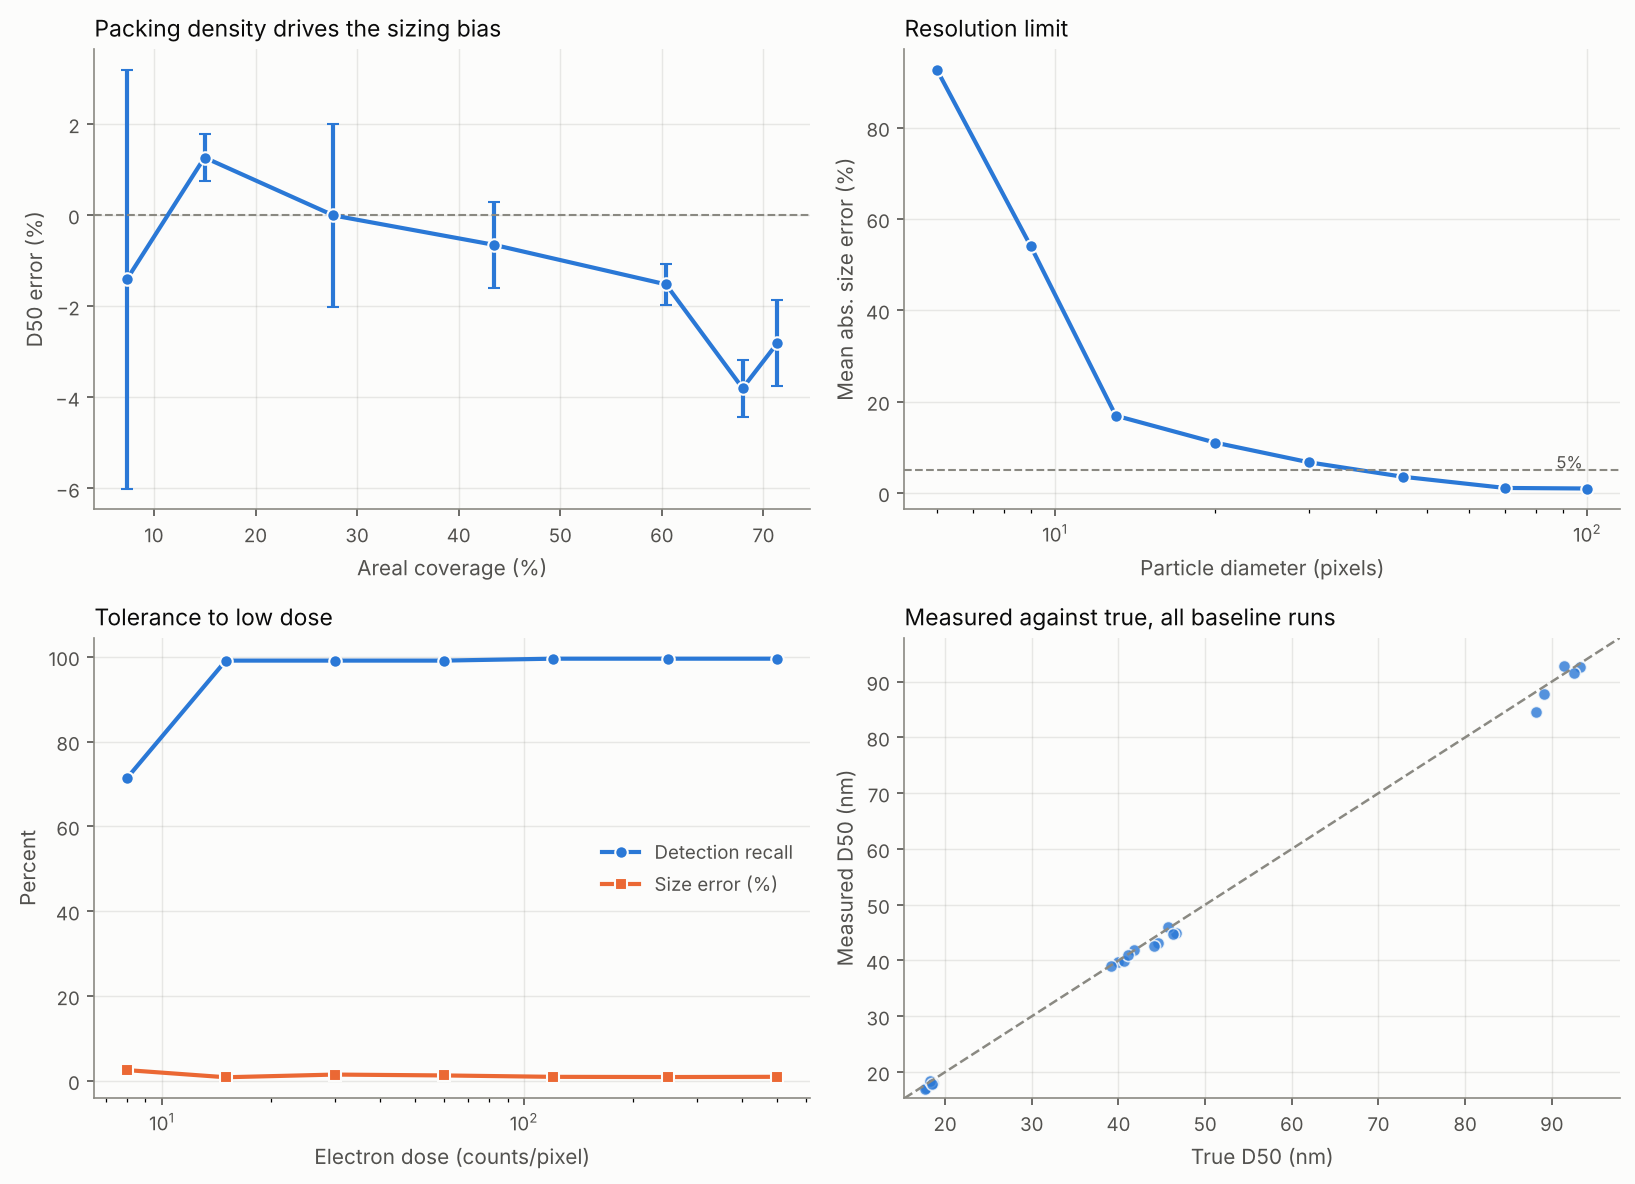 Packing density drives the sizing bias
D50 error (%)
2
0
−2
−4
−6
10 20 30 40 50 60 70
Areal coverage (%)
Resolution limit
Mean abs. size error (%)
80
60
40
20
0
5%
10¹ 10²
Particle diameter (pixels)
Tolerance to low dose
Percent
100
80
60
40
20
0
Detection recall
Size error (%)
10¹ 10²
Electron dose (counts/pixel)
Measured against true, all baseline runs
Measured D50 (nm)
90
80
70
60
50
40
30
20
20 30 40 50 60 70 80 90
True D50 (nm)